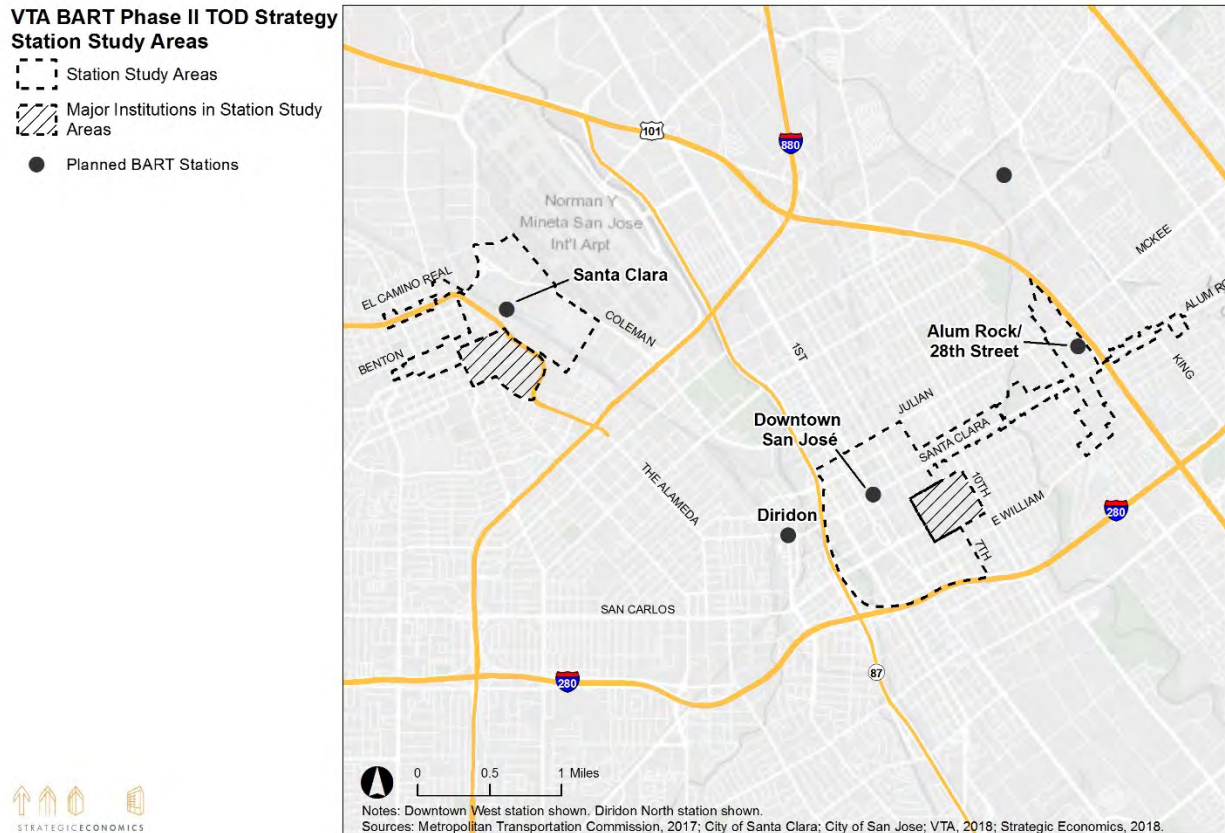 VTA BART Phase II TOD Strategy
Station Study Areas
Station Study Areas
Major Institutions in Station Study
Areas
Planned BART Stations
101
880
Norman Y
Mineta San Jose
Int'l Arpt
MCKEE
EL CAMINO REAL
Santa Clara
ALUM RO
COLEMAN
Alum Rock/
28th Street
1ST
KING
BENTON
JULIAN
Downtown
San José
SANTA CLARA
THE ALAMEDA
10TH
E WILLIAM
280
Diridon
7TH
SAN CARLOS
280
87
0 0.5 1 Miles
Notes: Downtown West station shown. Diridon North station shown.
Sources: Metropolitan Transportation Commission, 2017; City of Santa Clara; City of San Jose; VTA, 2018; Strategic Economics, 2018.
STRATEGICECONOMICS